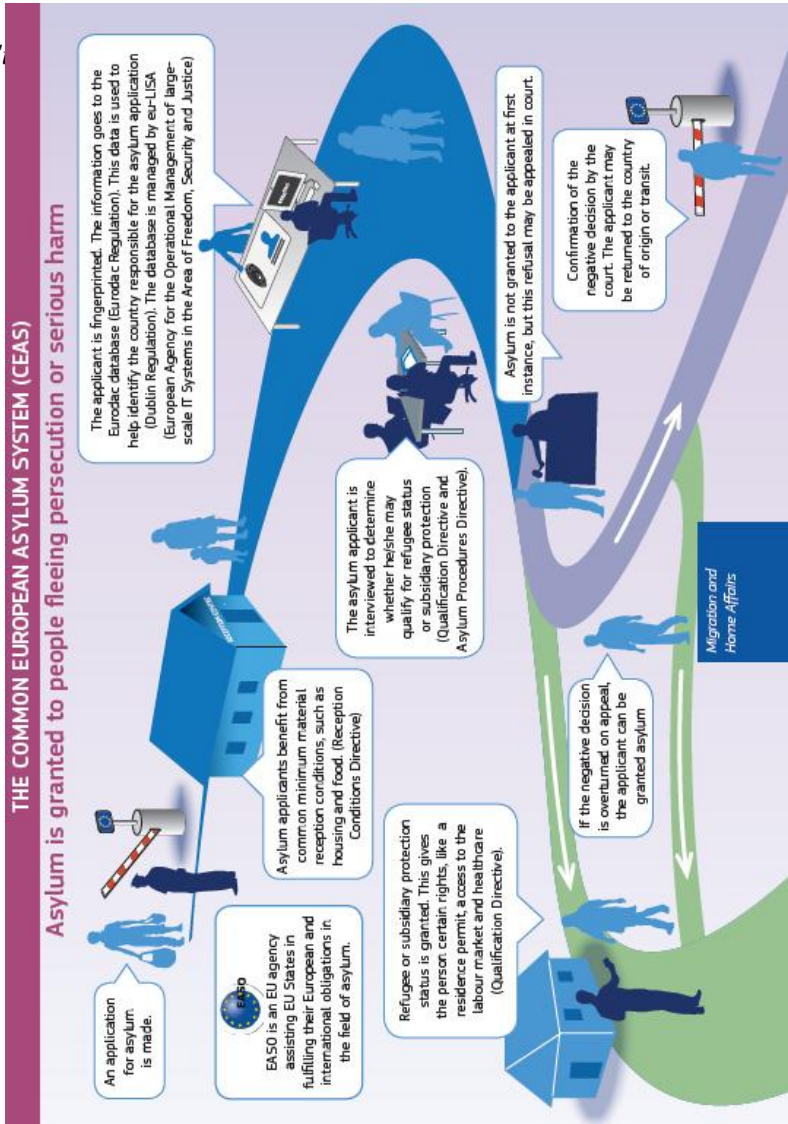 THE COMMON EUROPEAN ASYLUM SYSTEM (CEAS)
Asylum is granted to people fleeing persecution or serious harm
An application
for asylum
is made.
EASO
EASO is an EU agency
assisting EU States in
fulfilling their European and
international obligations in
the field of asylum.
Asylum applicants benefit from
common minimum material
reception conditions, such as
housing and food. (Reception
Conditions Directive)
The applicant is fingerprinted. The information goes to the
Eurodac database (Eurodac Regulation). This data is used to
help identify the country responsible for the asylum application
(Dublin Regulation). The database is managed by eu-LISA
(European Agency for the Operational Management of large-
scale IT Systems in the Area of Freedom, Security and Justice)
The asylum applicant is
interviewed to determine
whether he/she may
qualify for refugee status
or subsidiary protection
(Qualification Directive and
Asylum Procedures Directive).
Refugee or subsidiary protection
status is granted. This gives
the person certain rights, like a
residence permit, access to the
labour market and healthcare
(Qualification Directive).
Asylum is not granted to the applicant at first
instance, but this refusal may be appealed in court.
If the negative decision
is overturned on appeal,
the applicant can be
granted asylum
Confirmation of the
negative decision by the
court. The applicant may
be returned to the country
of origin or transit.
Migration and
Home Affairs